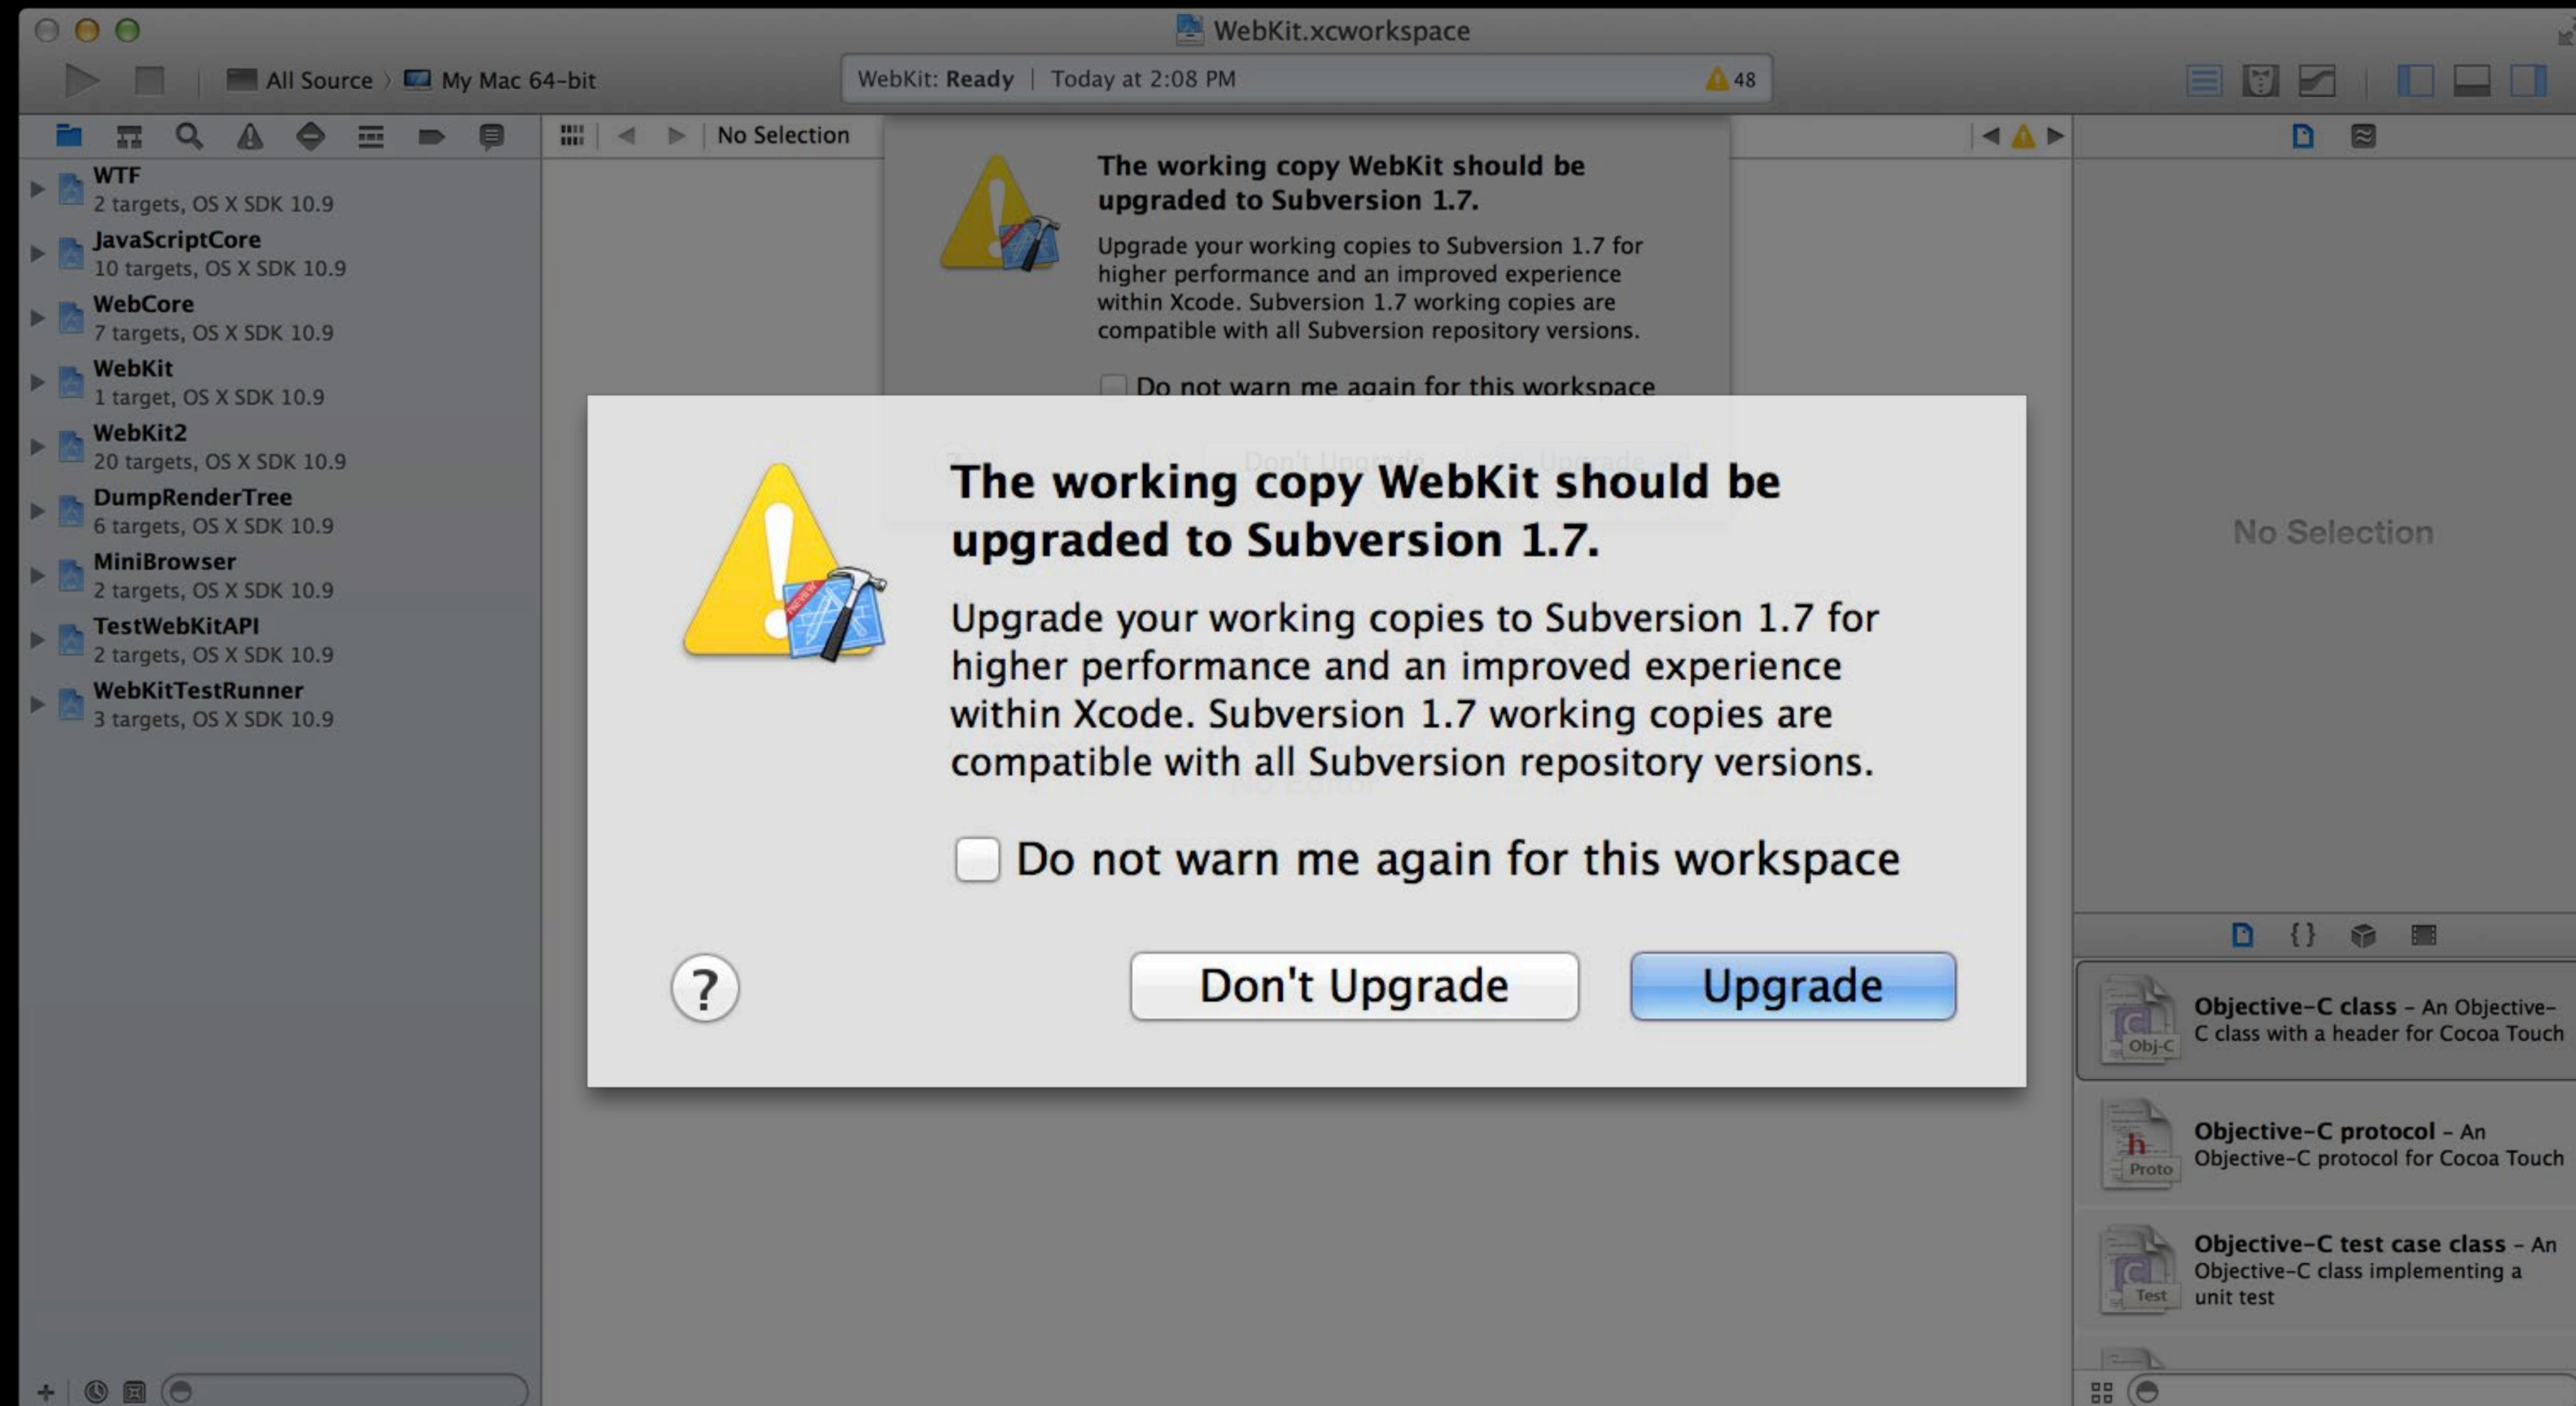 WebKit.xcworkspace
All Source
My Mac 64-bit
WebKit: Ready | Today at 2:08 PM
48
No Selection
WTF
2 targets, OS X SDK 10.9
JavaScriptCore
10 targets, OS X SDK 10.9
WebCore
7 targets, OS X SDK 10.9
WebKit
1 target, OS X SDK 10.9
WebKit2
20 targets, OS X SDK 10.9
DumpRenderTree
6 targets, OS X SDK 10.9
MiniBrowser
2 targets, OS X SDK 10.9
TestWebKitAPI
2 targets, OS X SDK 10.9
WebKitTestRunner
3 targets, OS X SDK 10.9
The working copy WebKit should be
upgraded to Subversion 1.7.
Upgrade your working copies to Subversion 1.7 for
higher performance and an improved experience
within Xcode. Subversion 1.7 working copies are
compatible with all Subversion repository versions.
Do not warn me again for this workspace
Don't Upgrade
Upgrade
The working copy WebKit should be
upgraded to Subversion 1.7.
PREVIEW
Upgrade your working copies to Subversion 1.7 for
higher performance and an improved experience
within Xcode. Subversion 1.7 working copies are
compatible with all Subversion repository versions.
No Editor
Do not warn me again for this workspace
?
Don't Upgrade
Upgrade
No Selection
{ }
C
Obj-C
Objective-C class – An Objective-
C class with a header for Cocoa Touch
h
Proto
Objective-C protocol – An
Objective-C protocol for Cocoa Touch
C
Test
Objective-C test case class – An
Objective-C class implementing a
unit test